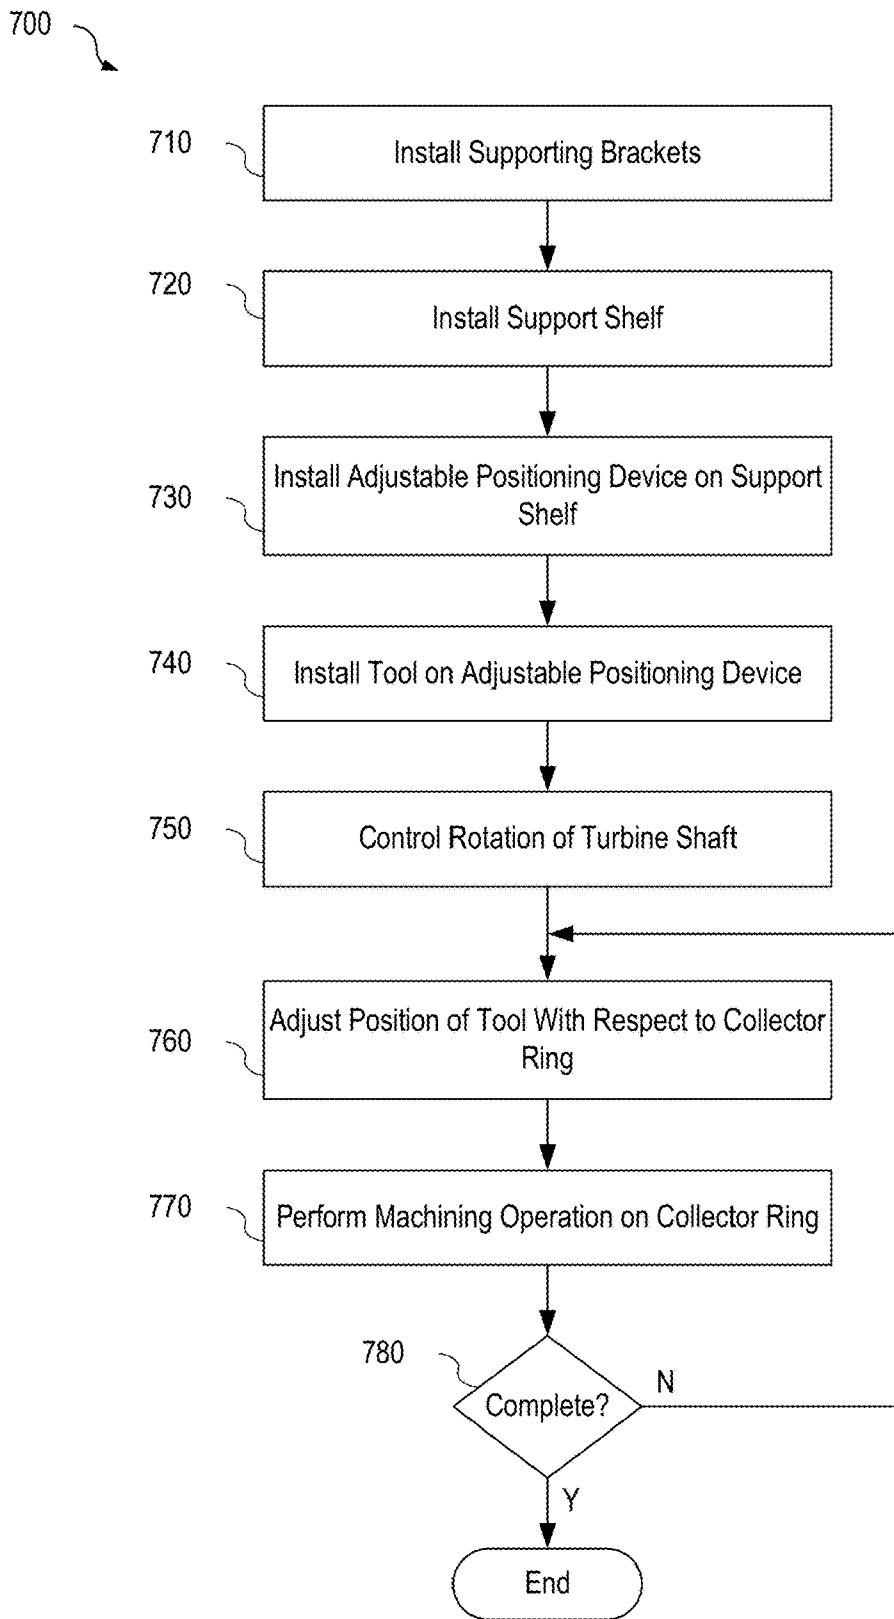 700
710
Install Supporting Brackets
720
Install Support Shelf
730
Install Adjustable Positioning Device on Support
Shelf
740
Install Tool on Adjustable Positioning Device
750
Control Rotation of Turbine Shaft
760
Adjust Position of Tool With Respect to Collector
Ring
770
Perform Machining Operation on Collector Ring
780
Complete?
N
Y
End